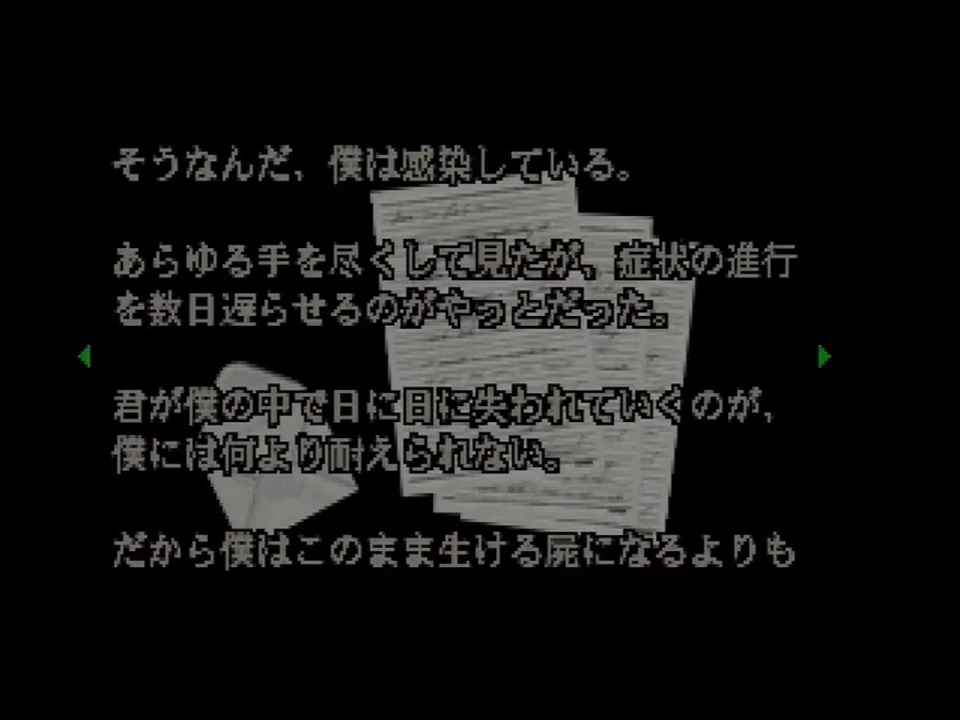 そうなんだ、僕は感染している。
あらゆる手を尽くして見たが、症状の進行
を数日遅らせるのがやっとだった。
君が僕の中で日に日に失われていくのが、
僕には何より耐えられない。
だから僕はこのまま生ける屍になるよりも